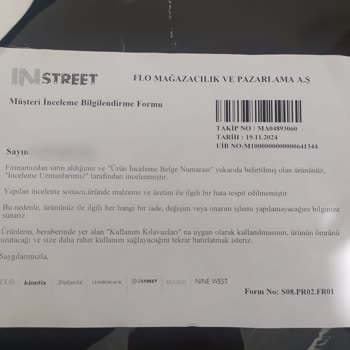 INSTREET
FLO MAĞAZACILIK VE PAZARLAMA A.Ş
Müşteri İnceleme Bilgilendirme Formu
TAKİP NO : MA04893060
TARİH : 19.11.2024
UİB NO:M1000000000000641344
Sayın
Firmamızdan satın aldığınız ve "Ürün İnceleme Belge Numarası" yukarıda belirtilmiş olan ürününüz,
"İnceleme Uzmanlarımız" tarafından incelenmiştir.
Yapılan inceleme sonucu,üründe malzeme ve üretim ile ilgili bir hata tespit edilmemiştir
Bu nedenle, ürününüz ile ilgili her hangi bir iade, değişim veya onarım işlemi yapılamayacağını bilginize
sunarız.
Ürünlerin, beraberinde yer alan "Kullanım Kılavuzları" na uygun olarak kullanılmasının, ürünün ömrünü
uzatacağı ve size daha rahat kullanım sağlayacağını tekrar hatırlatmak isteriz.
Saygılarımızla,
FLO kinetix Polaris LUMBERJACK INSTREET NINE WEST
Form No: S08.PR02.FR01